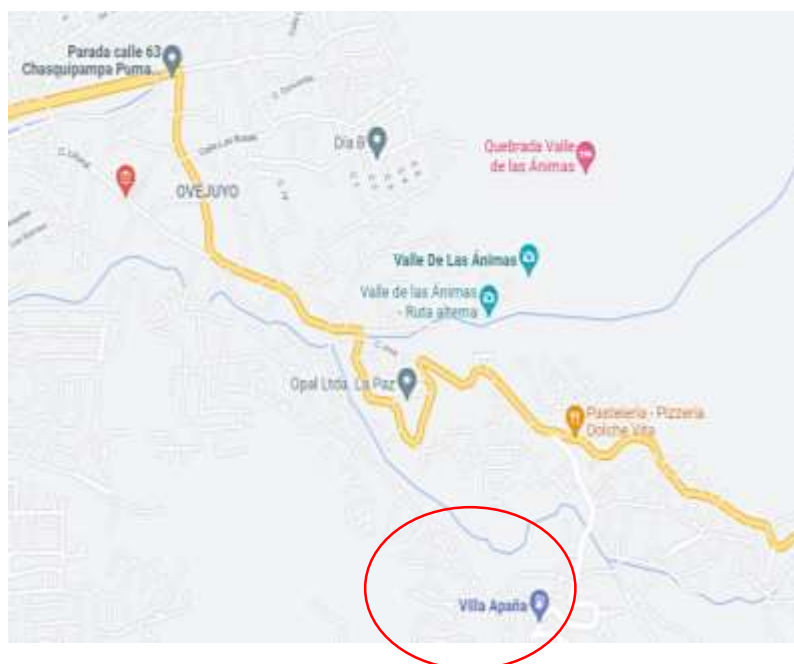 Parada calle 63
Chasquipampa Puma...
Día B
Quebrada Valle
de las Ánimas
Calle Las Rosas
OVEJUYO
Valle De Las Ánimas
Valle de las Ánimas
- Ruta alterna
Opal Ltda. La Paz
Pastelería - Pizzería
Dolche Vita
Villa Apaña